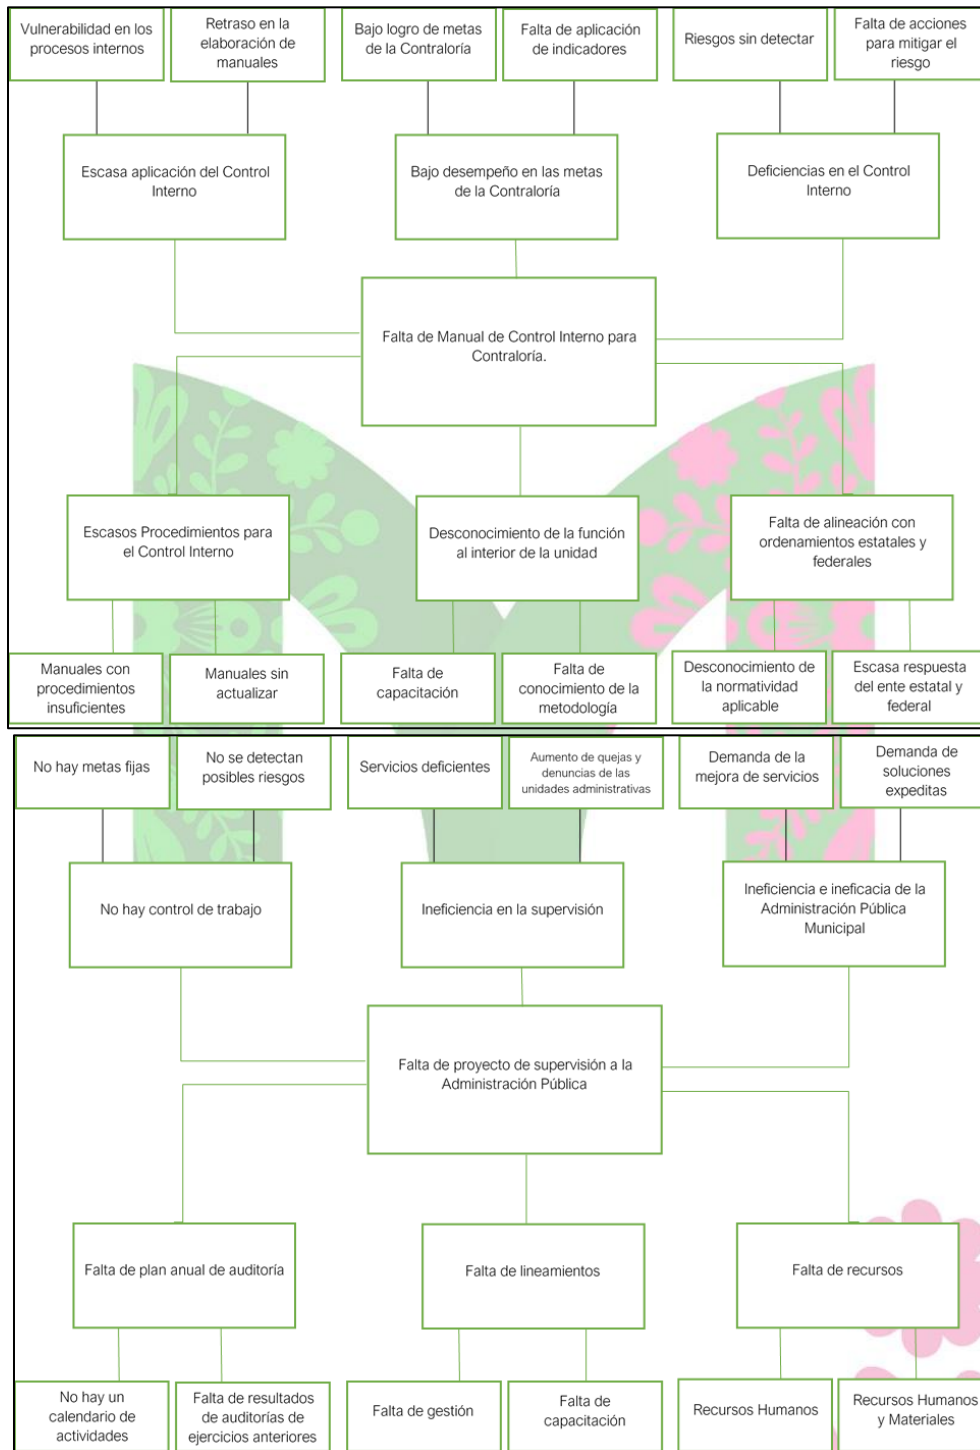 Vulnerabilidad en los
procesos internos
Retraso en la
elaboración de
manuales
Bajo logro de metas
de la Contraloría
Falta de aplicación
de indicadores
Riesgos sin detectar
Falta de acciones
para mitigar el
riesgo
Escasa aplicación del Control
Interno
Bajo desempeño en las metas
de la Contraloría
Deficiencias en el Control
Interno
Falta de Manual de Control Interno para
Contraloría.
Escasos Procedimientos para
el Control Interno
Desconocimiento de la función
al interior de la unidad
Falta de alineación con
ordenamientos estatales y
federales
Manuales con
procedimientos
insuficientes
Manuales sin
actualizar
Falta de
capacitación
Falta de
conocimiento de la
metodología
Desconocimiento de
la normatividad
aplicable
Escasa respuesta
del ente estatal y
federal
No hay metas fijas
No se detectan
posibles riesgos
Servicios deficientes
Aumento de quejas y
denuncias de las
unidades administrativas
Demanda de la
mejora de servicios
Demanda de
soluciones
expeditas
No hay control de trabajo
Ineficiencia en la supervisión
Ineficiencia e ineficacia de la
Administración Pública
Municipal
Falta de proyecto de supervisión a la
Administración Pública
Falta de plan anual de auditoría
Falta de lineamientos
Falta de recursos
No hay un
calendario de
actividades
Falta de resultados
de auditorías de
ejercicios anteriores
Falta de gestión
Falta de
capacitación
Recursos Humanos
Recursos Humanos
y Materiales